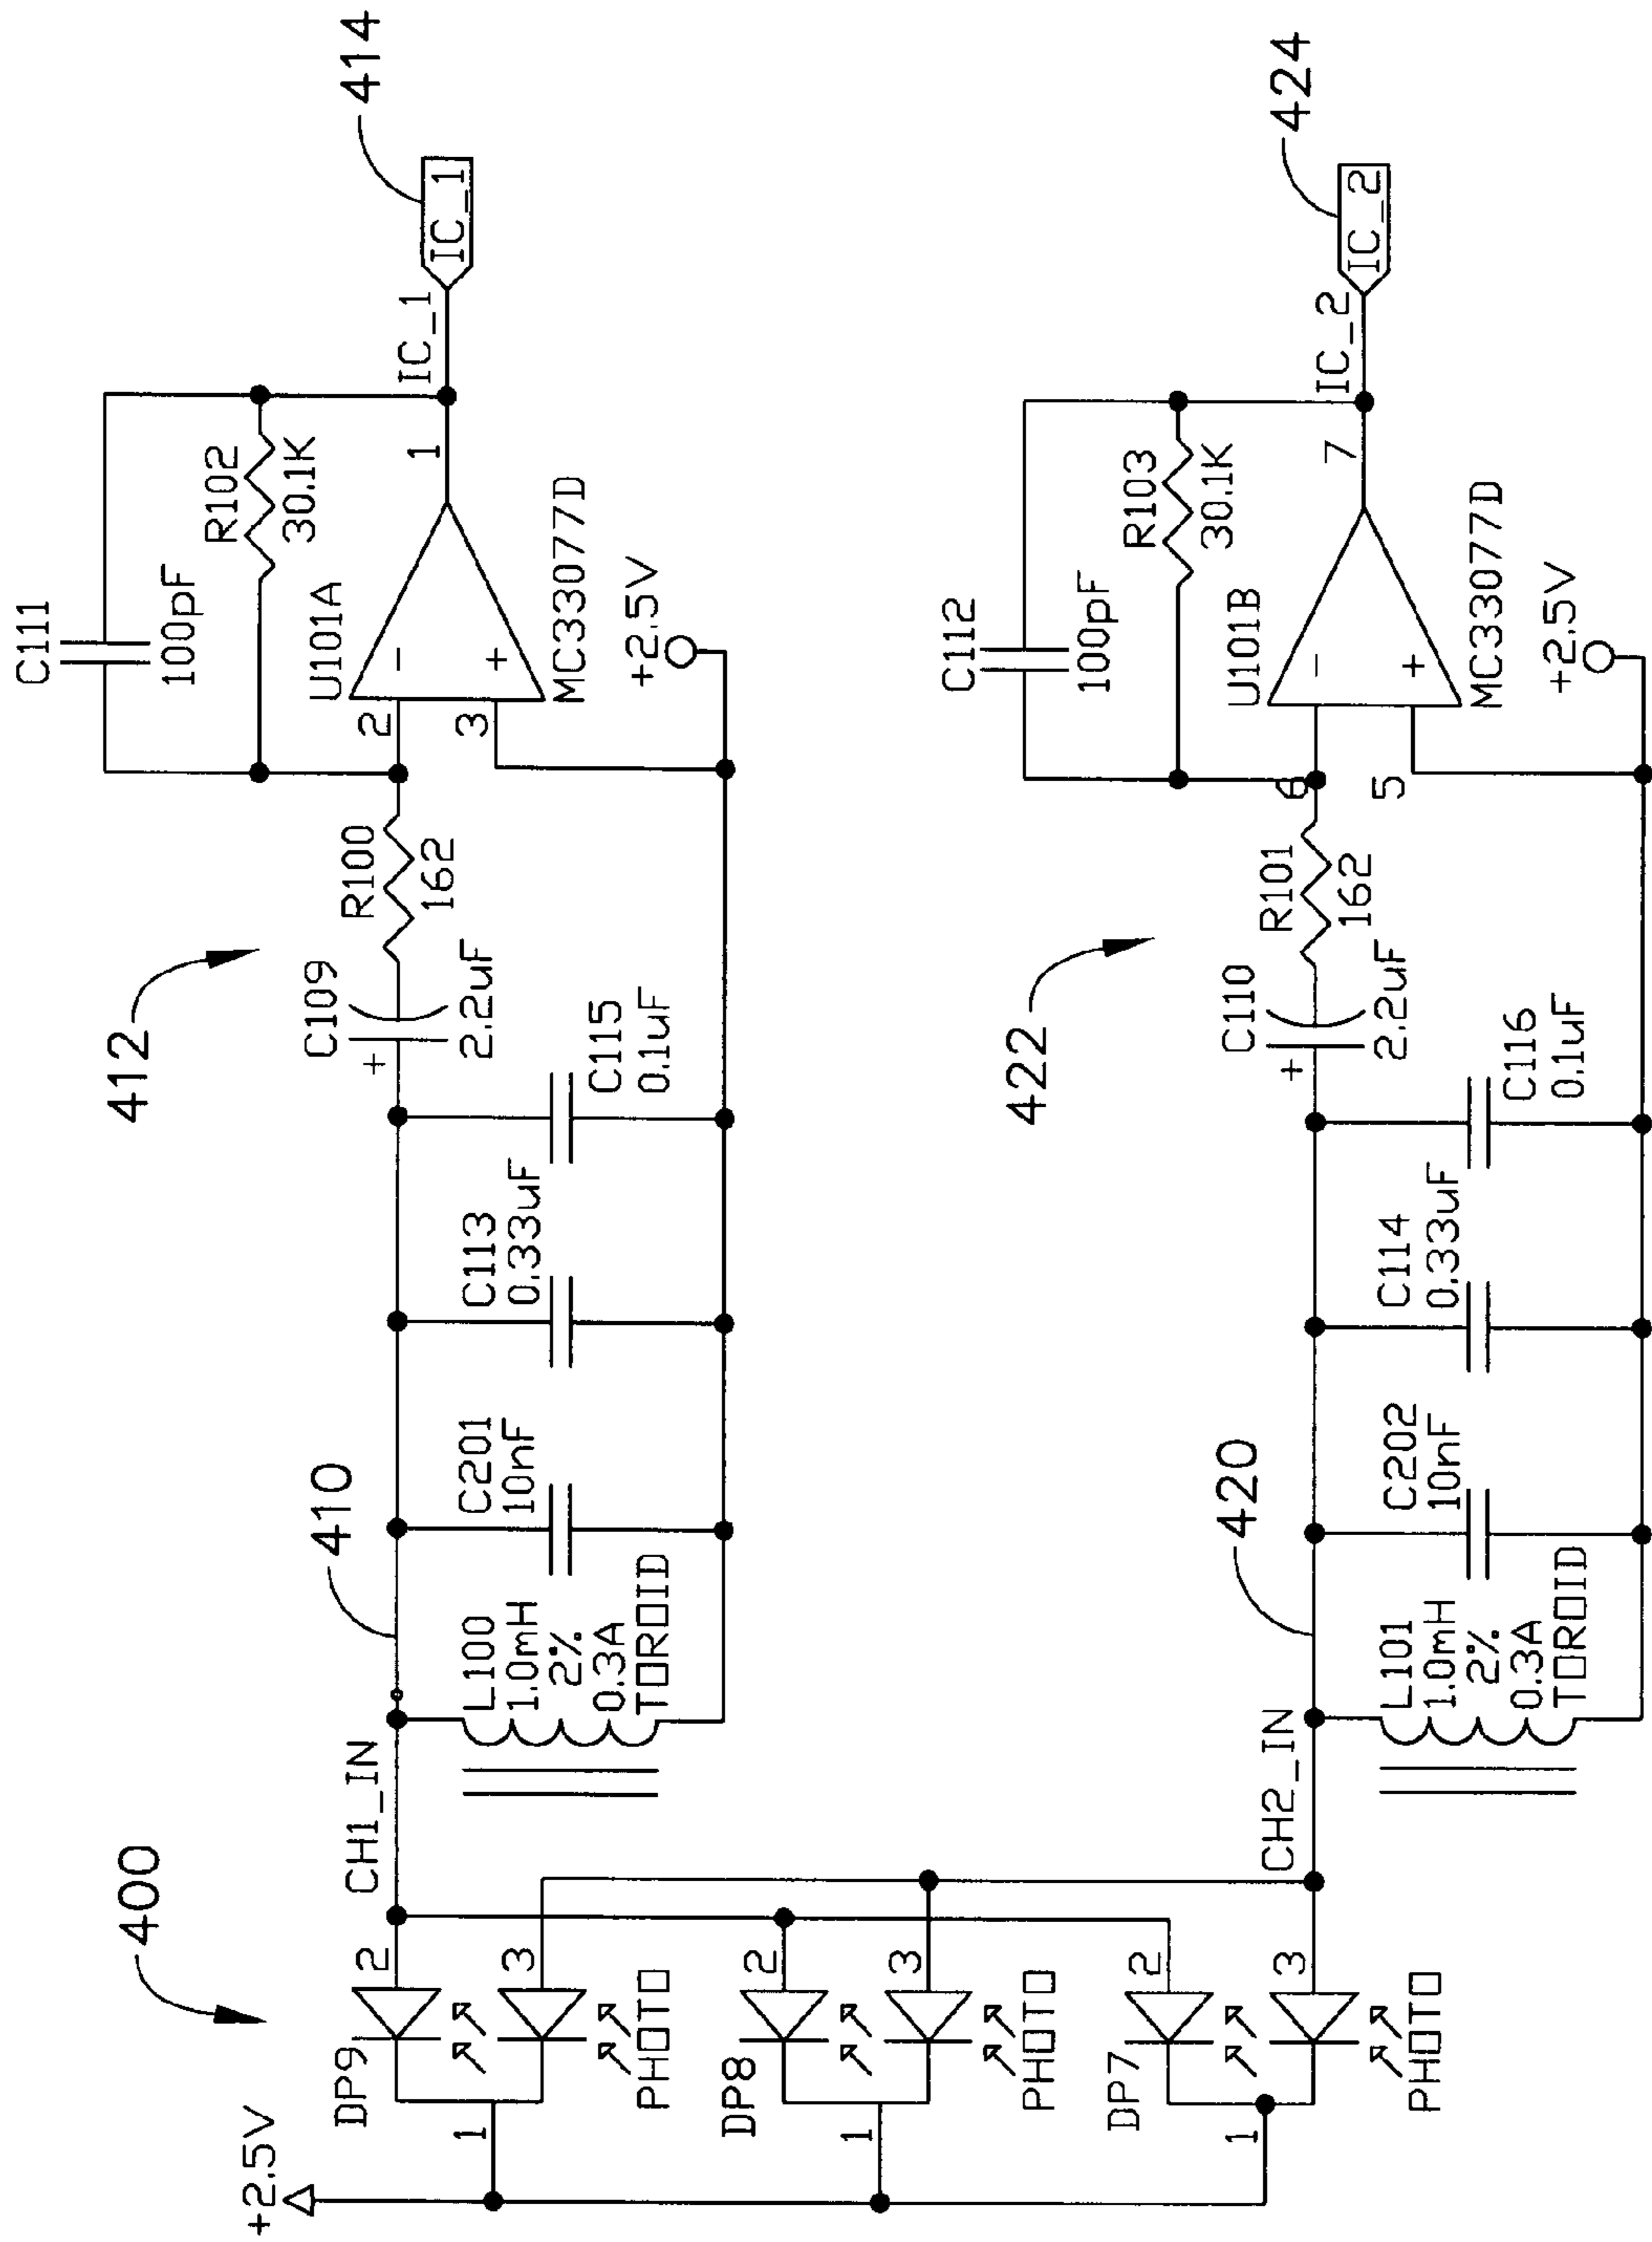 400
+2.5V
DP9
1
2
3
PHOTO
DP8
1
2
3
PHOTO
DP7
1
2
3
PHOTO
CH1_IN
410
L100
1.0mH
2%
0.3A
TOROID
C201
10nF
C113
0.33uF
C115
0.1uF
412
C109
+
2.2uF
R100
162
C111
100pF
R102
30.1K
U101A
2
-
3
+
1
MC33077D
+2.5V
IC_1
IC_1
414
CH2_IN
420
L101
1.0mH
2%
0.3A
TOROID
C202
10nF
C114
0.33uF
C116
0.1uF
422
C110
+
2.2uF
R101
162
C112
100pF
R103
30.1K
U101B
6
-
5
+
7
MC33077D
+2.5V
IC_2
IC_2
424